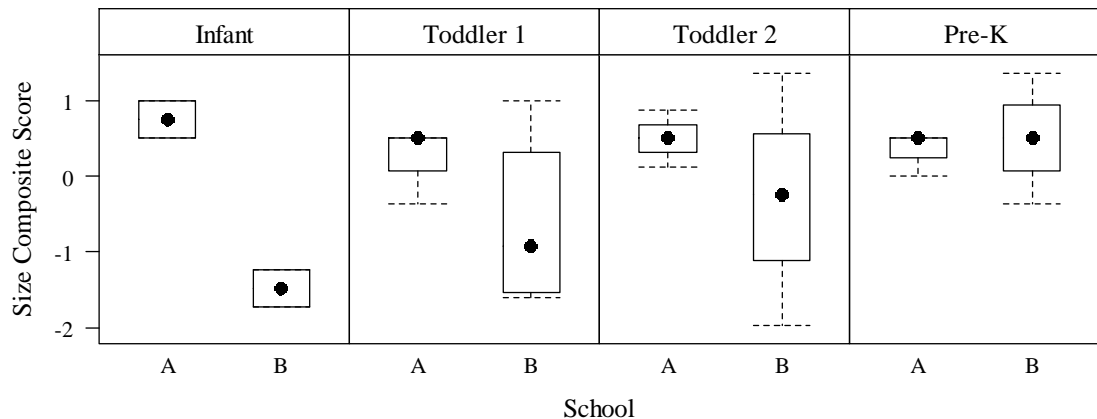 Infant Toddler 1 Toddler 2 Pre-K
Size Composite Score
1
0
-1
-2
A B A B A B A B
School